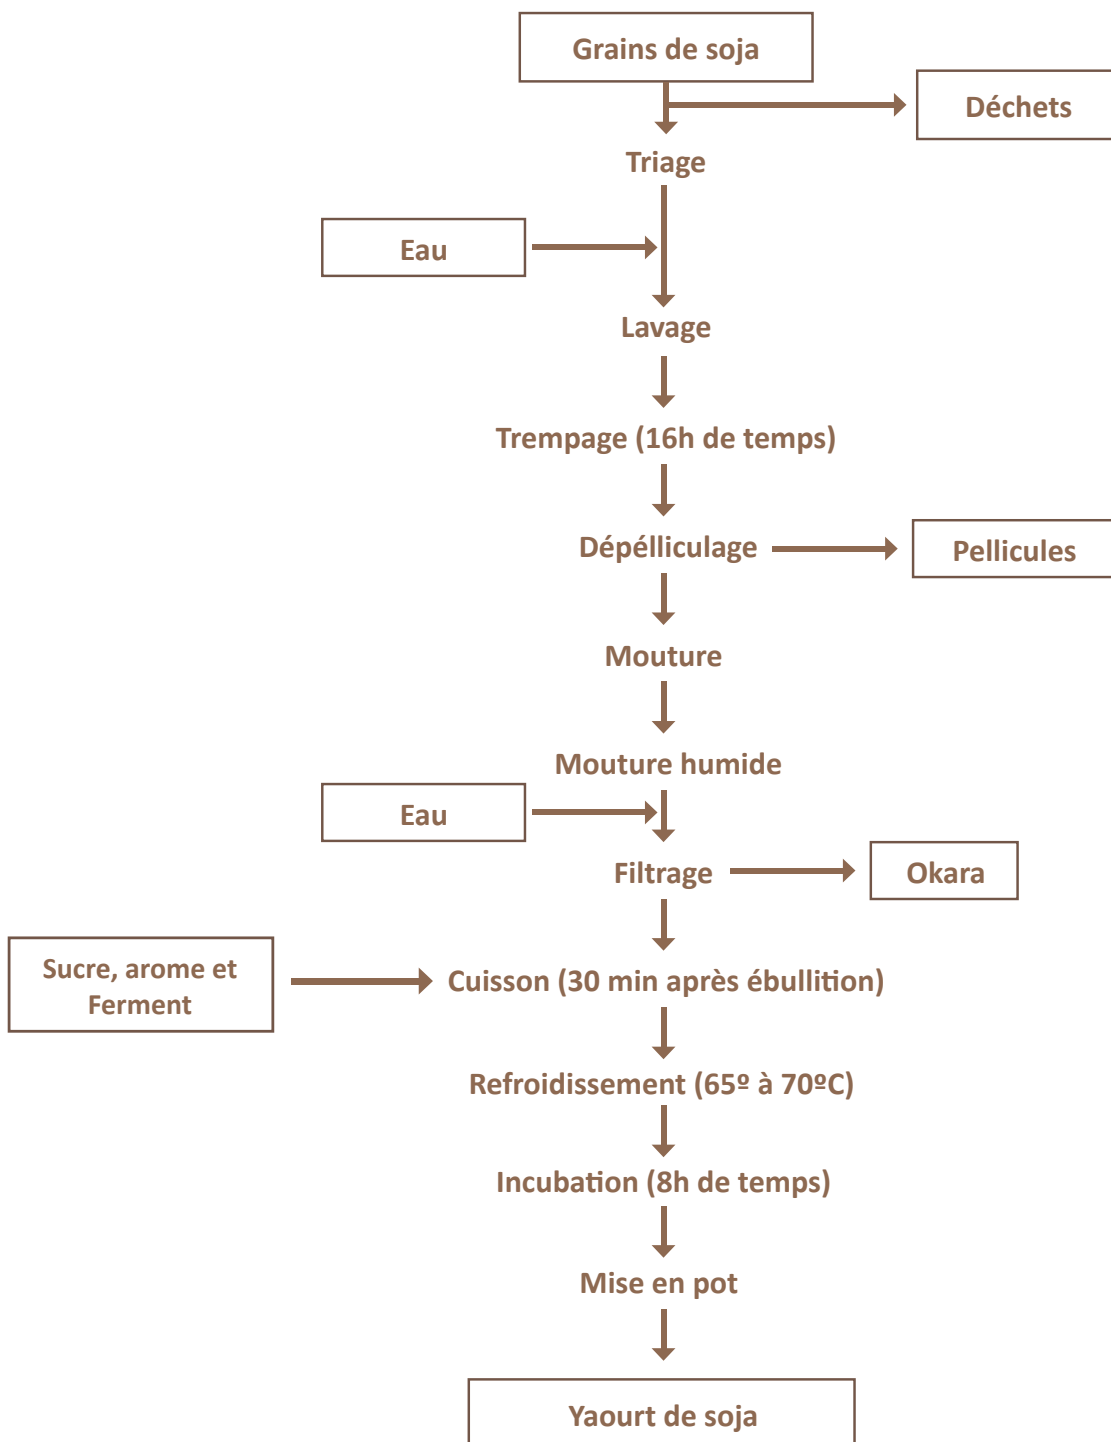 Grains de soja
Déchets
Triage
Eau
Lavage
Trempage (16h de temps)
Dépélliculage
Pellicules
Mouture
Mouture humide
Eau
Filtrage
Okara
Sucre, arome et
Ferment
Cuisson (30 min après ébullition)
Refroidissement (65º à 70ºC)
Incubation (8h de temps)
Mise en pot
Yaourt de soja